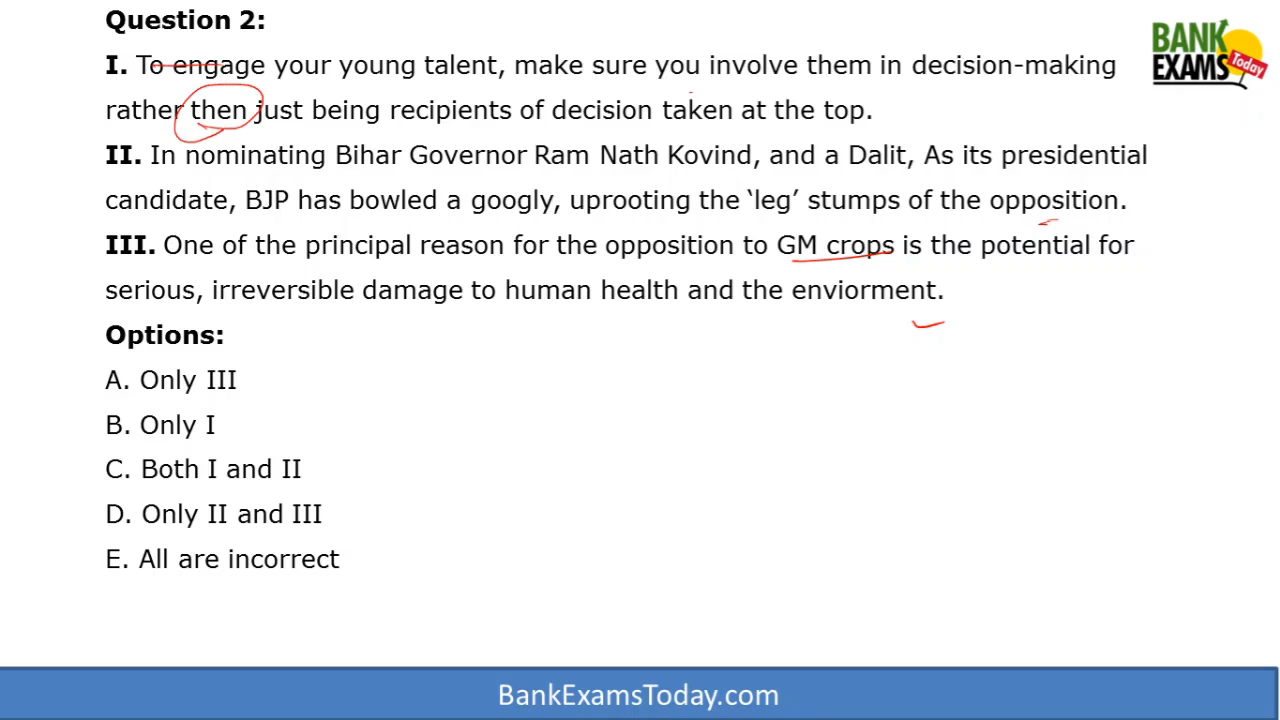 Question 2:
BANK
EXAMS
Today
I. To engage your young talent, make sure you involve them in decision-making
rather then just being recipients of decision taken at the top.
II. In nominating Bihar Governor Ram Nath Kovind, and a Dalit, As its presidential
candidate, BJP has bowled a googly, uprooting the ‘leg’ stumps of the opposition.
III. One of the principal reason for the opposition to GM crops is the potential for
serious, irreversible damage to human health and the enviorment.
Options:
A. Only III
B. Only I
C. Both I and II
D. Only II and III
E. All are incorrect
BankExamsToday.com